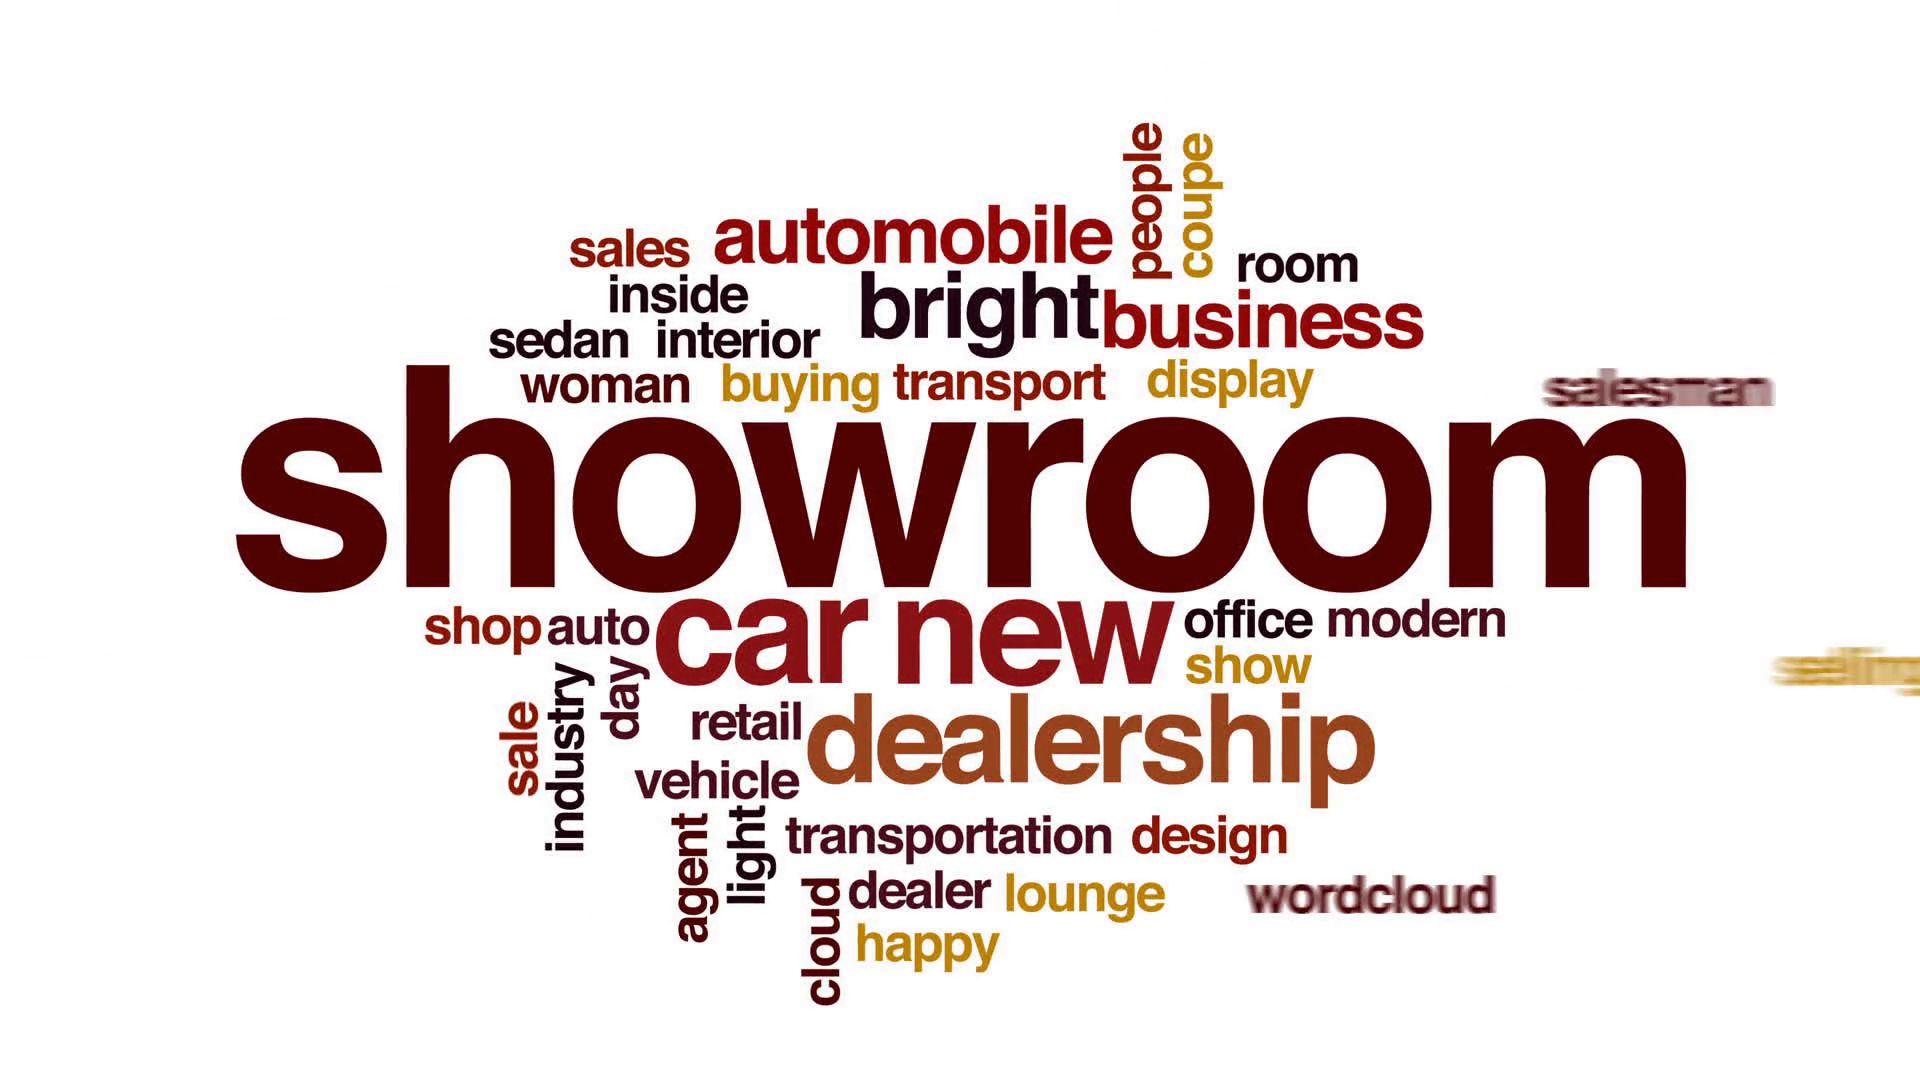 people
coupe
sales automobile
room
inside bright business
sedan interior
woman buying transport display
salesman
showroom
shop auto car new office modern
show
day
industry
sale
retail dealership
vehicle
agent
light
transportation design
cloud
dealer lounge wordcloud
happy
selling